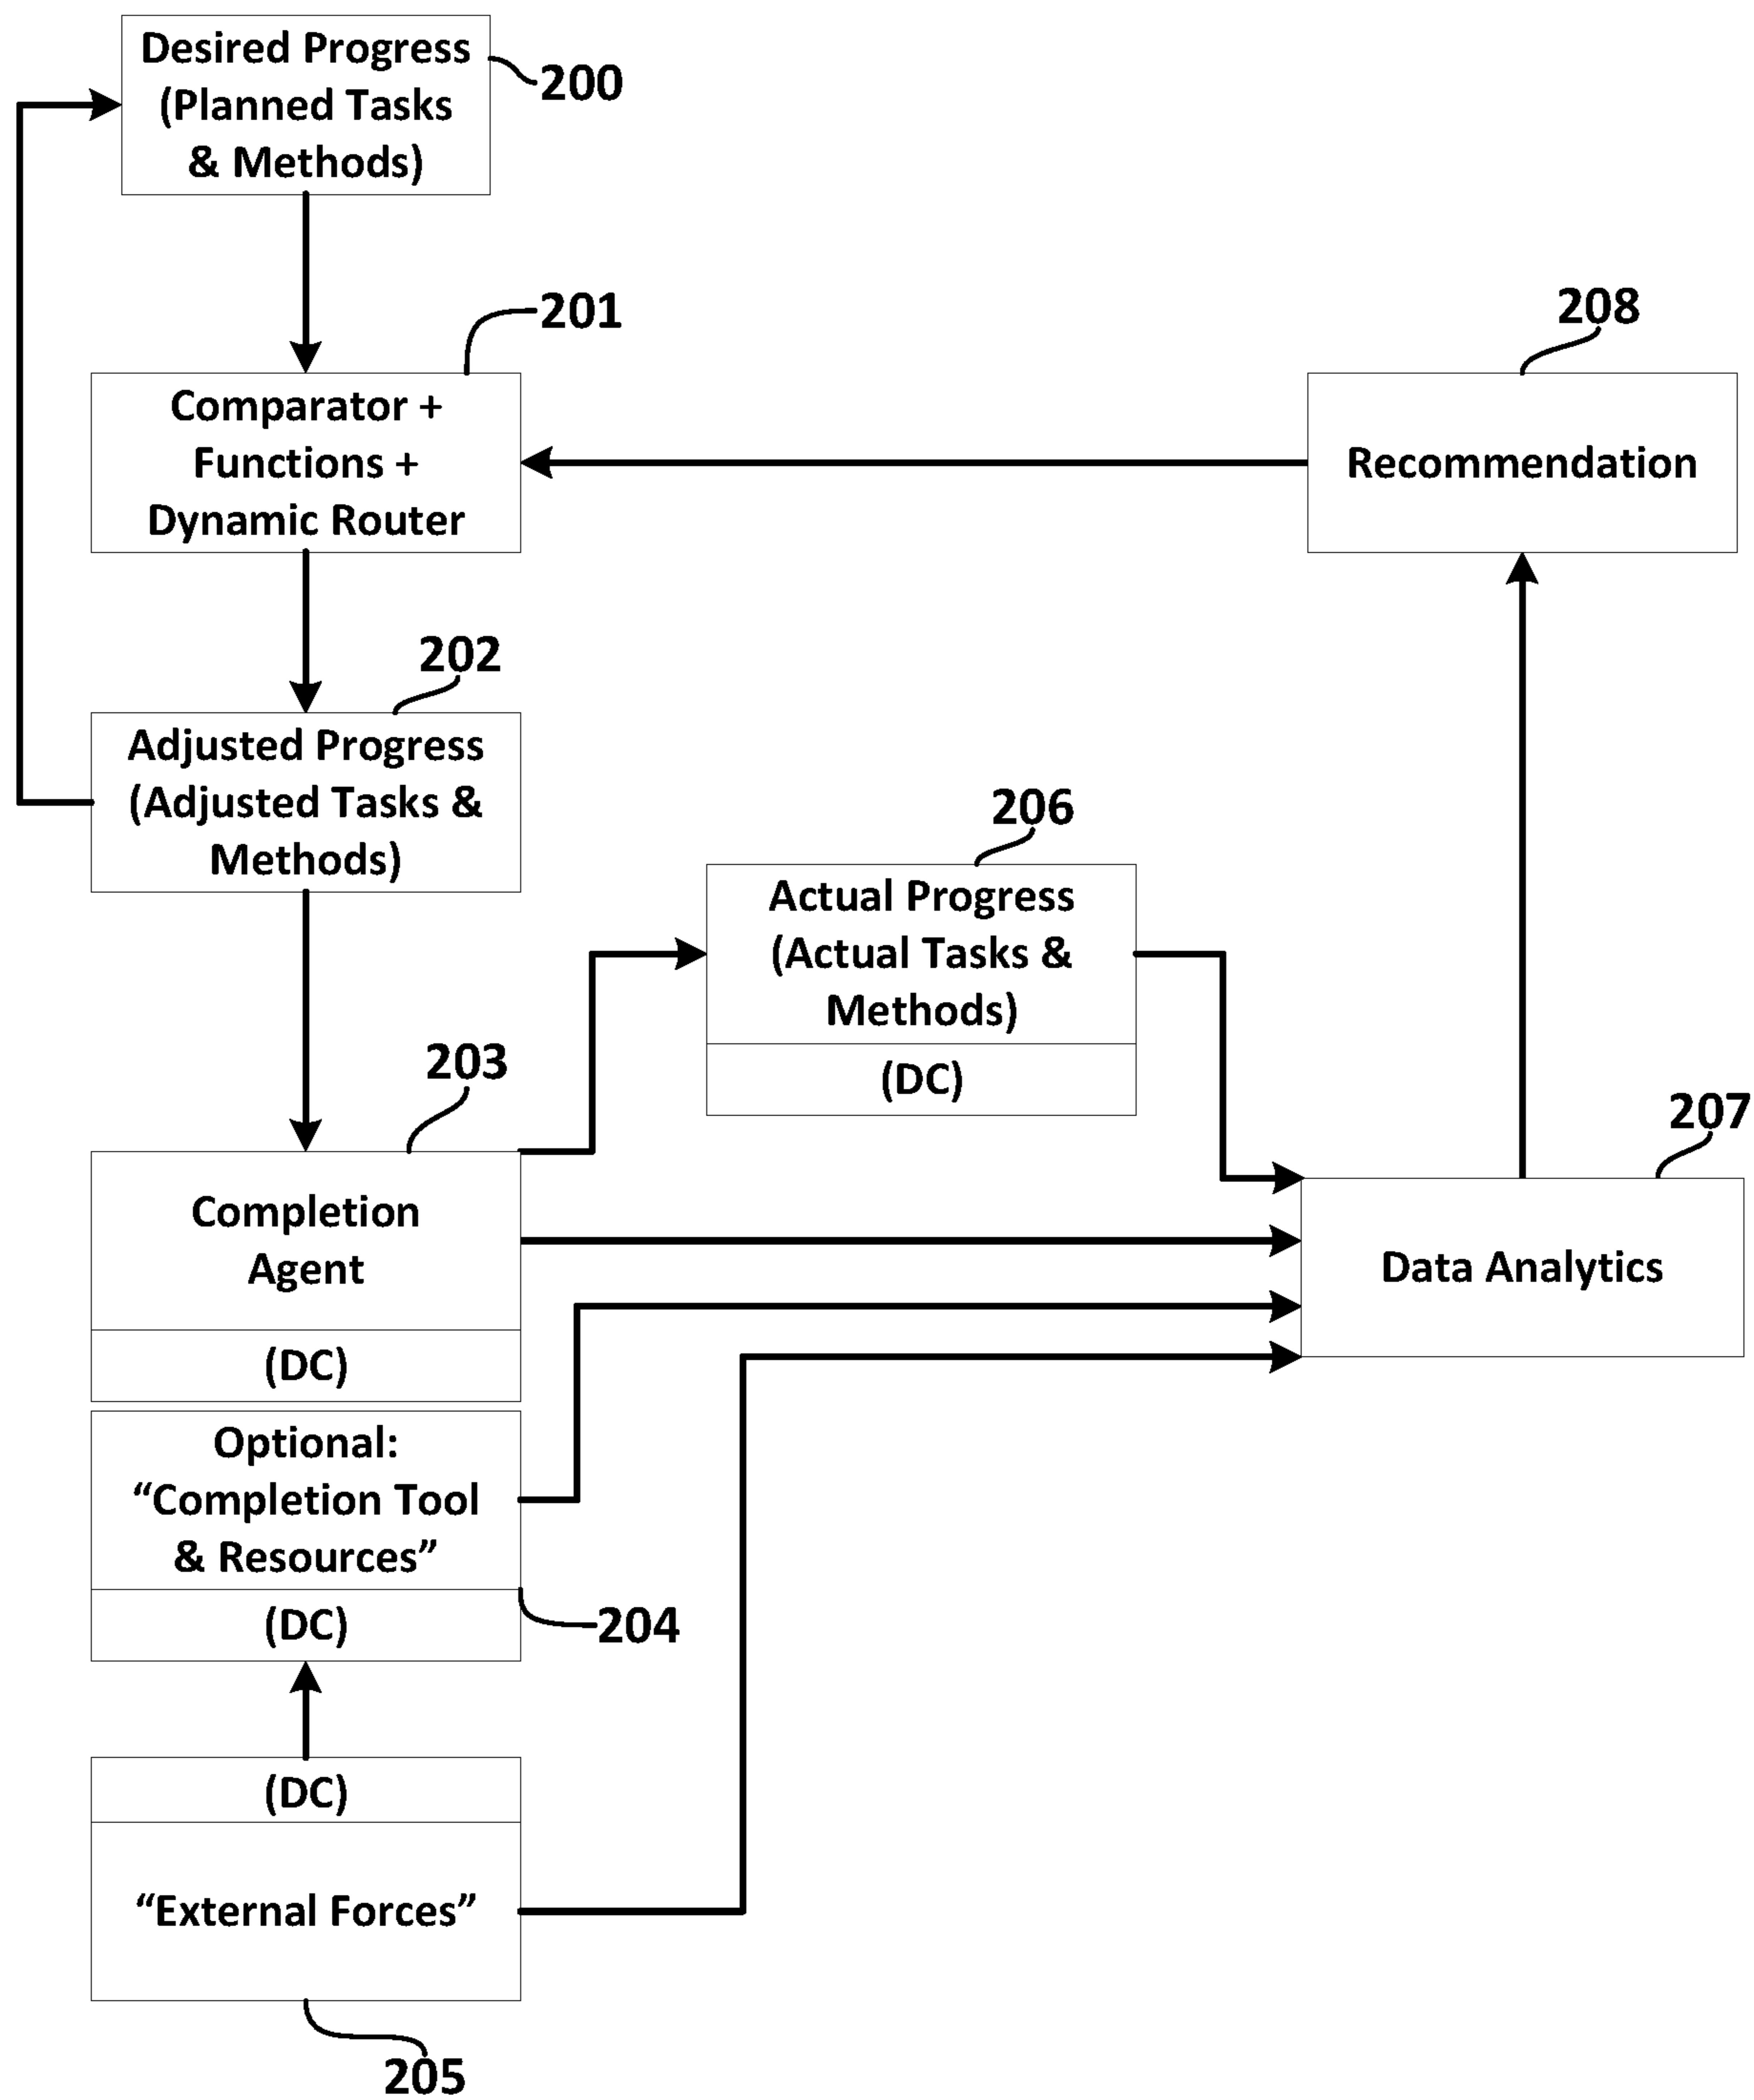 Desired Progress
(Planned Tasks
& Methods)
200
201
Comparator +
Functions +
Dynamic Router
208
Recommendation
202
Adjusted Progress
(Adjusted Tasks &
Methods)
206
Actual Progress
(Actual Tasks &
Methods)
(DC)
203
Completion
Agent
(DC)
207
Data Analytics
Optional:
“Completion Tool
& Resources”
(DC)
204
(DC)
“External Forces”
205